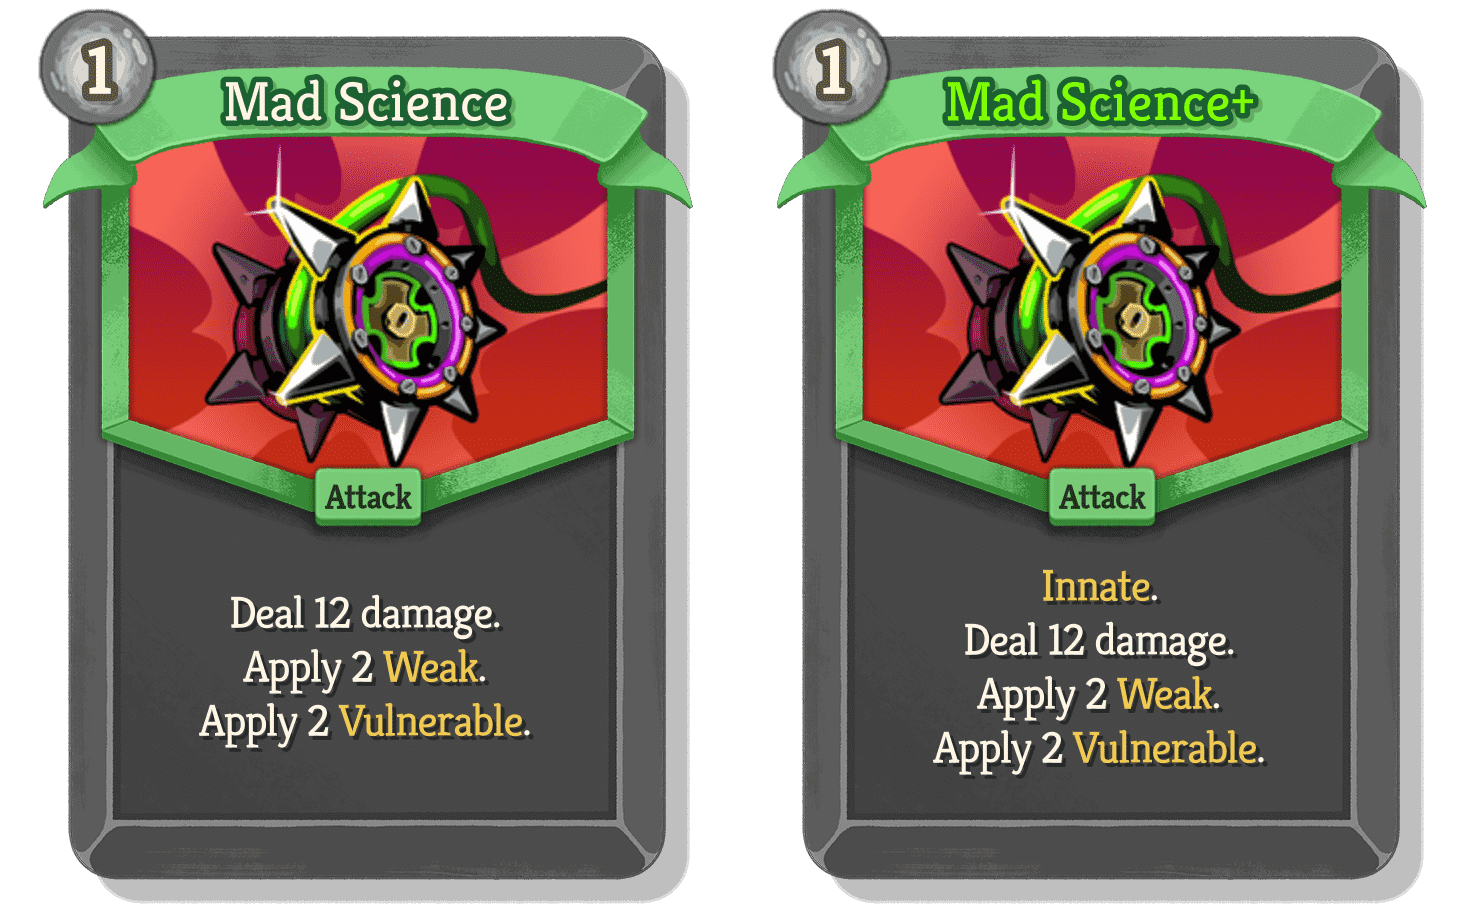 1
Mad Science
Attack
Deal 12 damage.
Apply 2 Weak.
Apply 2 Vulnerable.
1
Mad Science+
Attack
Innate.
Deal 12 damage.
Apply 2 Weak.
Apply 2 Vulnerable.